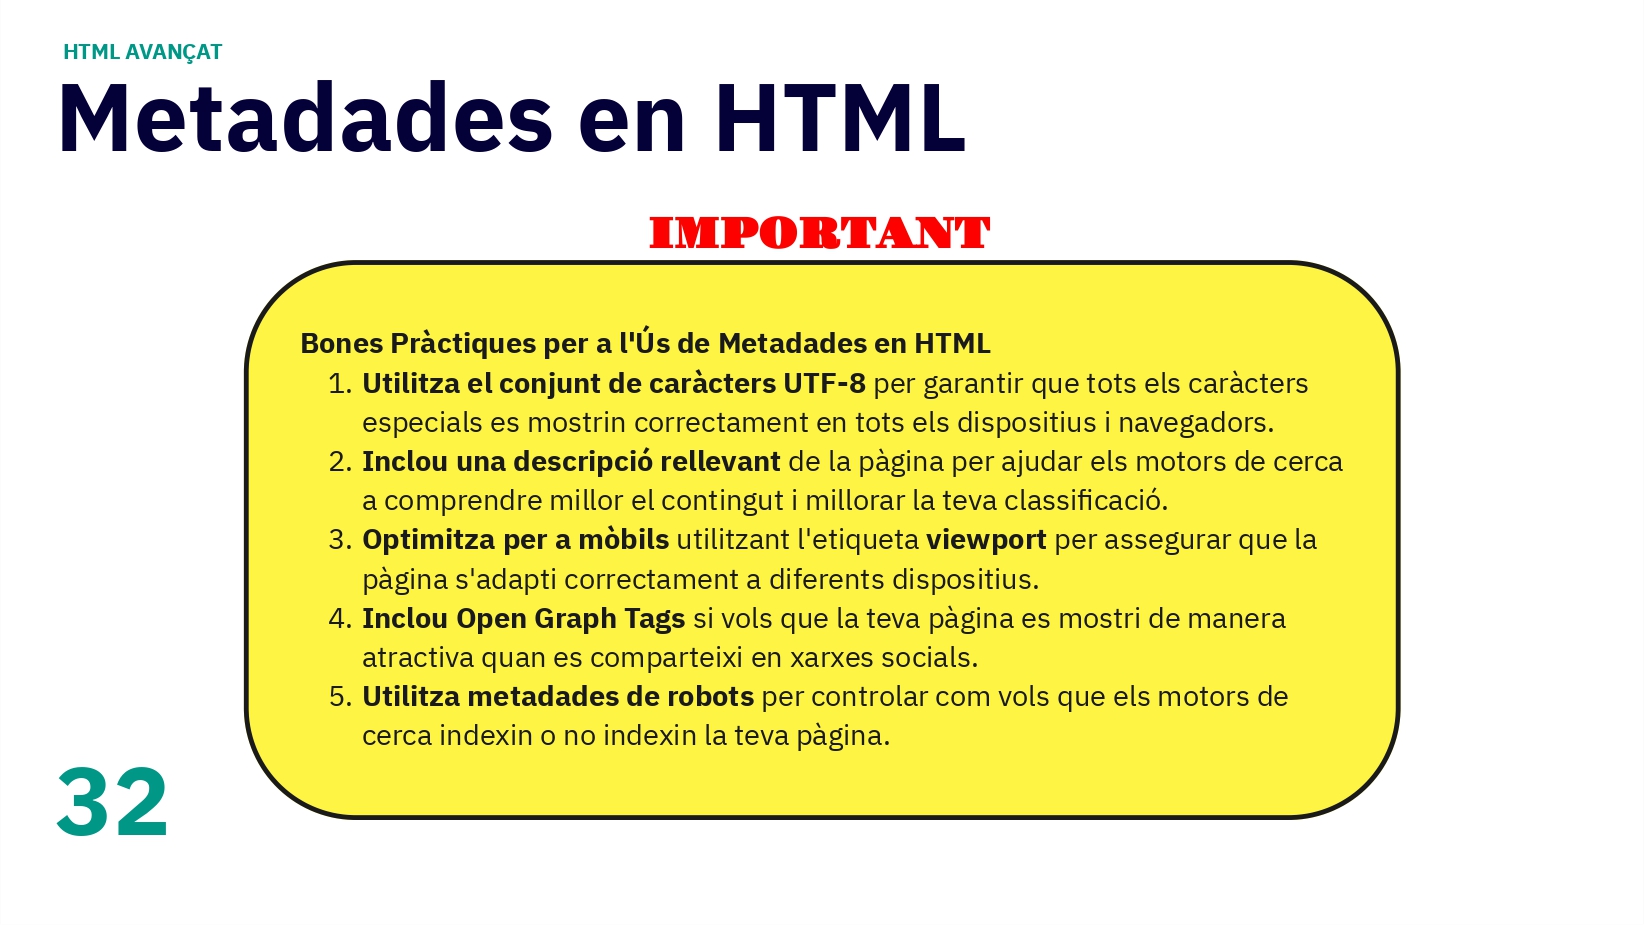 HTML AVANÇAT
Metadades en HTML
IMPORTANT
Bones Pràctiques per a l'Ús de Metadades en HTML
1. Utilitza el conjunt de caràcters UTF-8 per garantir que tots els caràcters
especials es mostrin correctament en tots els dispositius i navegadors.
2. Inclou una descripció rellevant de la pàgina per ajudar els motors de cerca
a comprendre millor el contingut i millorar la teva classificació.
3. Optimitza per a mòbils utilitzant l'etiqueta viewport per assegurar que la
pàgina s'adapti correctament a diferents dispositius.
4. Inclou Open Graph Tags si vols que la teva pàgina es mostri de manera
atractiva quan es comparteixi en xarxes socials.
5. Utilitza metadades de robots per controlar com vols que els motors de
cerca indexin o no indexin la teva pàgina.
32